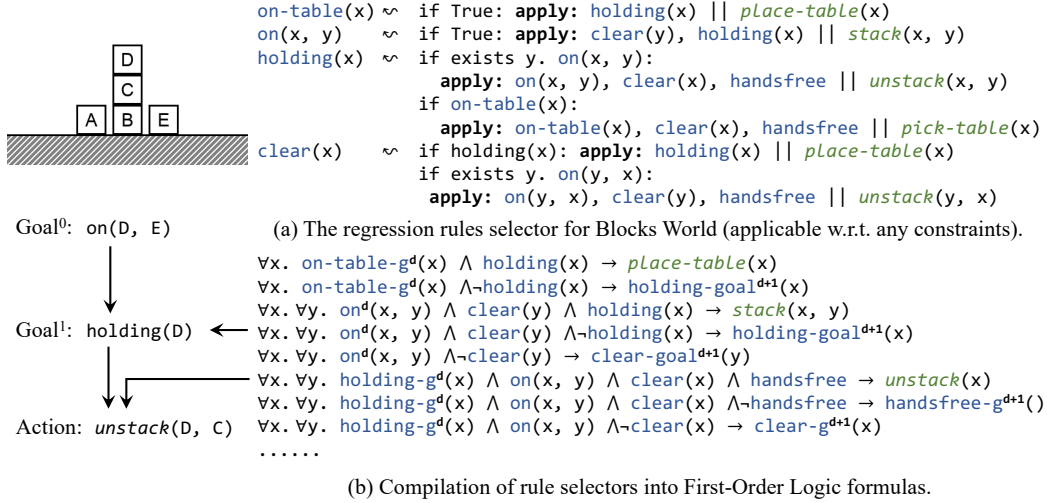 on-table(x) ⇜ if True: apply: holding(x) || place-table(x)
on(x, y) ⇜ if True: apply: clear(y), holding(x) || stack(x, y)
holding(x) ⇜ if exists y. on(x, y):
apply: on(x, y), clear(x), handsfree || unstack(x, y)
if on-table(x):
apply: on-table(x), clear(x), handsfree || pick-table(x)
clear(x) ⇜ if holding(x): apply: holding(x) || place-table(x)
if exists y. on(y, x):
apply: on(y, x), clear(y), handsfree || unstack(y, x)
(a) The regression rules selector for Blocks World (applicable w.r.t. any constraints).
D
C
A B E
Goal⁰: on(D, E)
Goal¹: holding(D)
Action: unstack(D, C)
∀x. on-table-gᵈ(x) ∧ holding(x) → place-table(x)
∀x. on-table-gᵈ(x) ∧¬holding(x) → holding-goalᵈ⁺¹(x)
∀x. ∀y. onᵈ(x, y) ∧ clear(y) ∧ holding(x) → stack(x, y)
∀x. ∀y. onᵈ(x, y) ∧ clear(y) ∧¬holding(x) → holding-goalᵈ⁺¹(x)
∀x. ∀y. onᵈ(x, y) ∧¬clear(y) → clear-goalᵈ⁺¹(y)
∀x. ∀y. holding-gᵈ(x) ∧ on(x, y) ∧ clear(x) ∧ handsfree → unstack(x)
∀x. ∀y. holding-gᵈ(x) ∧ on(x, y) ∧ clear(x) ∧¬handsfree → handsfree-gᵈ⁺¹()
∀x. ∀y. holding-gᵈ(x) ∧ on(x, y) ∧¬clear(x) → clear-gᵈ⁺¹(x)
......
(b) Compilation of rule selectors into First-Order Logic formulas.